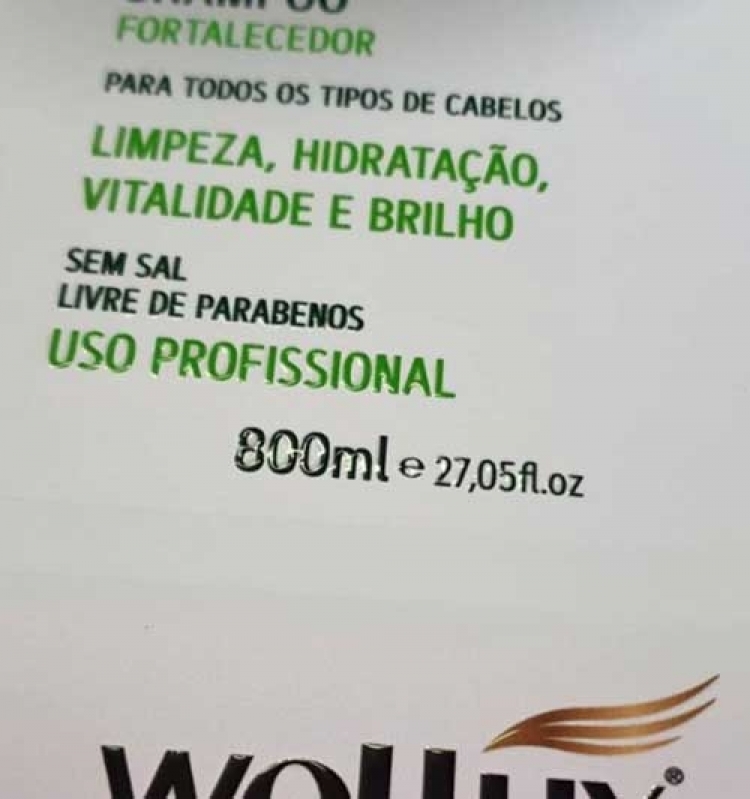 FORTALECEDOR
PARA TODOS OS TIPOS DE CABELOS
LIMPEZA, HIDRATAÇÃO,
VITALIDADE E BRILHO
SEM SAL
LIVRE DE PARABENOS
USO PROFISSIONAL
800ml e 27,05fl.oz